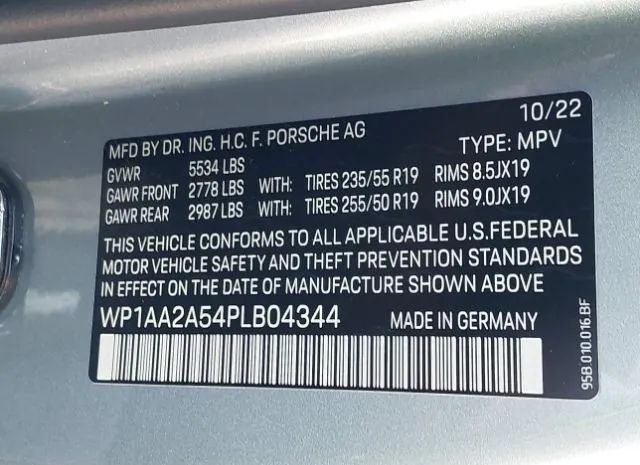 10/22
MFD BY DR. ING. H.C. F. PORSCHE AG
TYPE: MPV
GVWR 5534 LBS
GAWR FRONT 2778 LBS WITH: TIRES 235/55 R19 RIMS 8.5JX19
GAWR REAR 2987 LBS WITH: TIRES 255/50 R19 RIMS 9.0JX19
THIS VEHICLE CONFORMS TO ALL APPLICABLE U.S.FEDERAL
MOTOR VEHICLE SAFETY AND THEFT PREVENTION STANDARDS
IN EFFECT ON THE DATE OF MANUFACTURE SHOWN ABOVE
WP1AA2A54PLB04344 MADE IN GERMANY
95B.010.016.BF